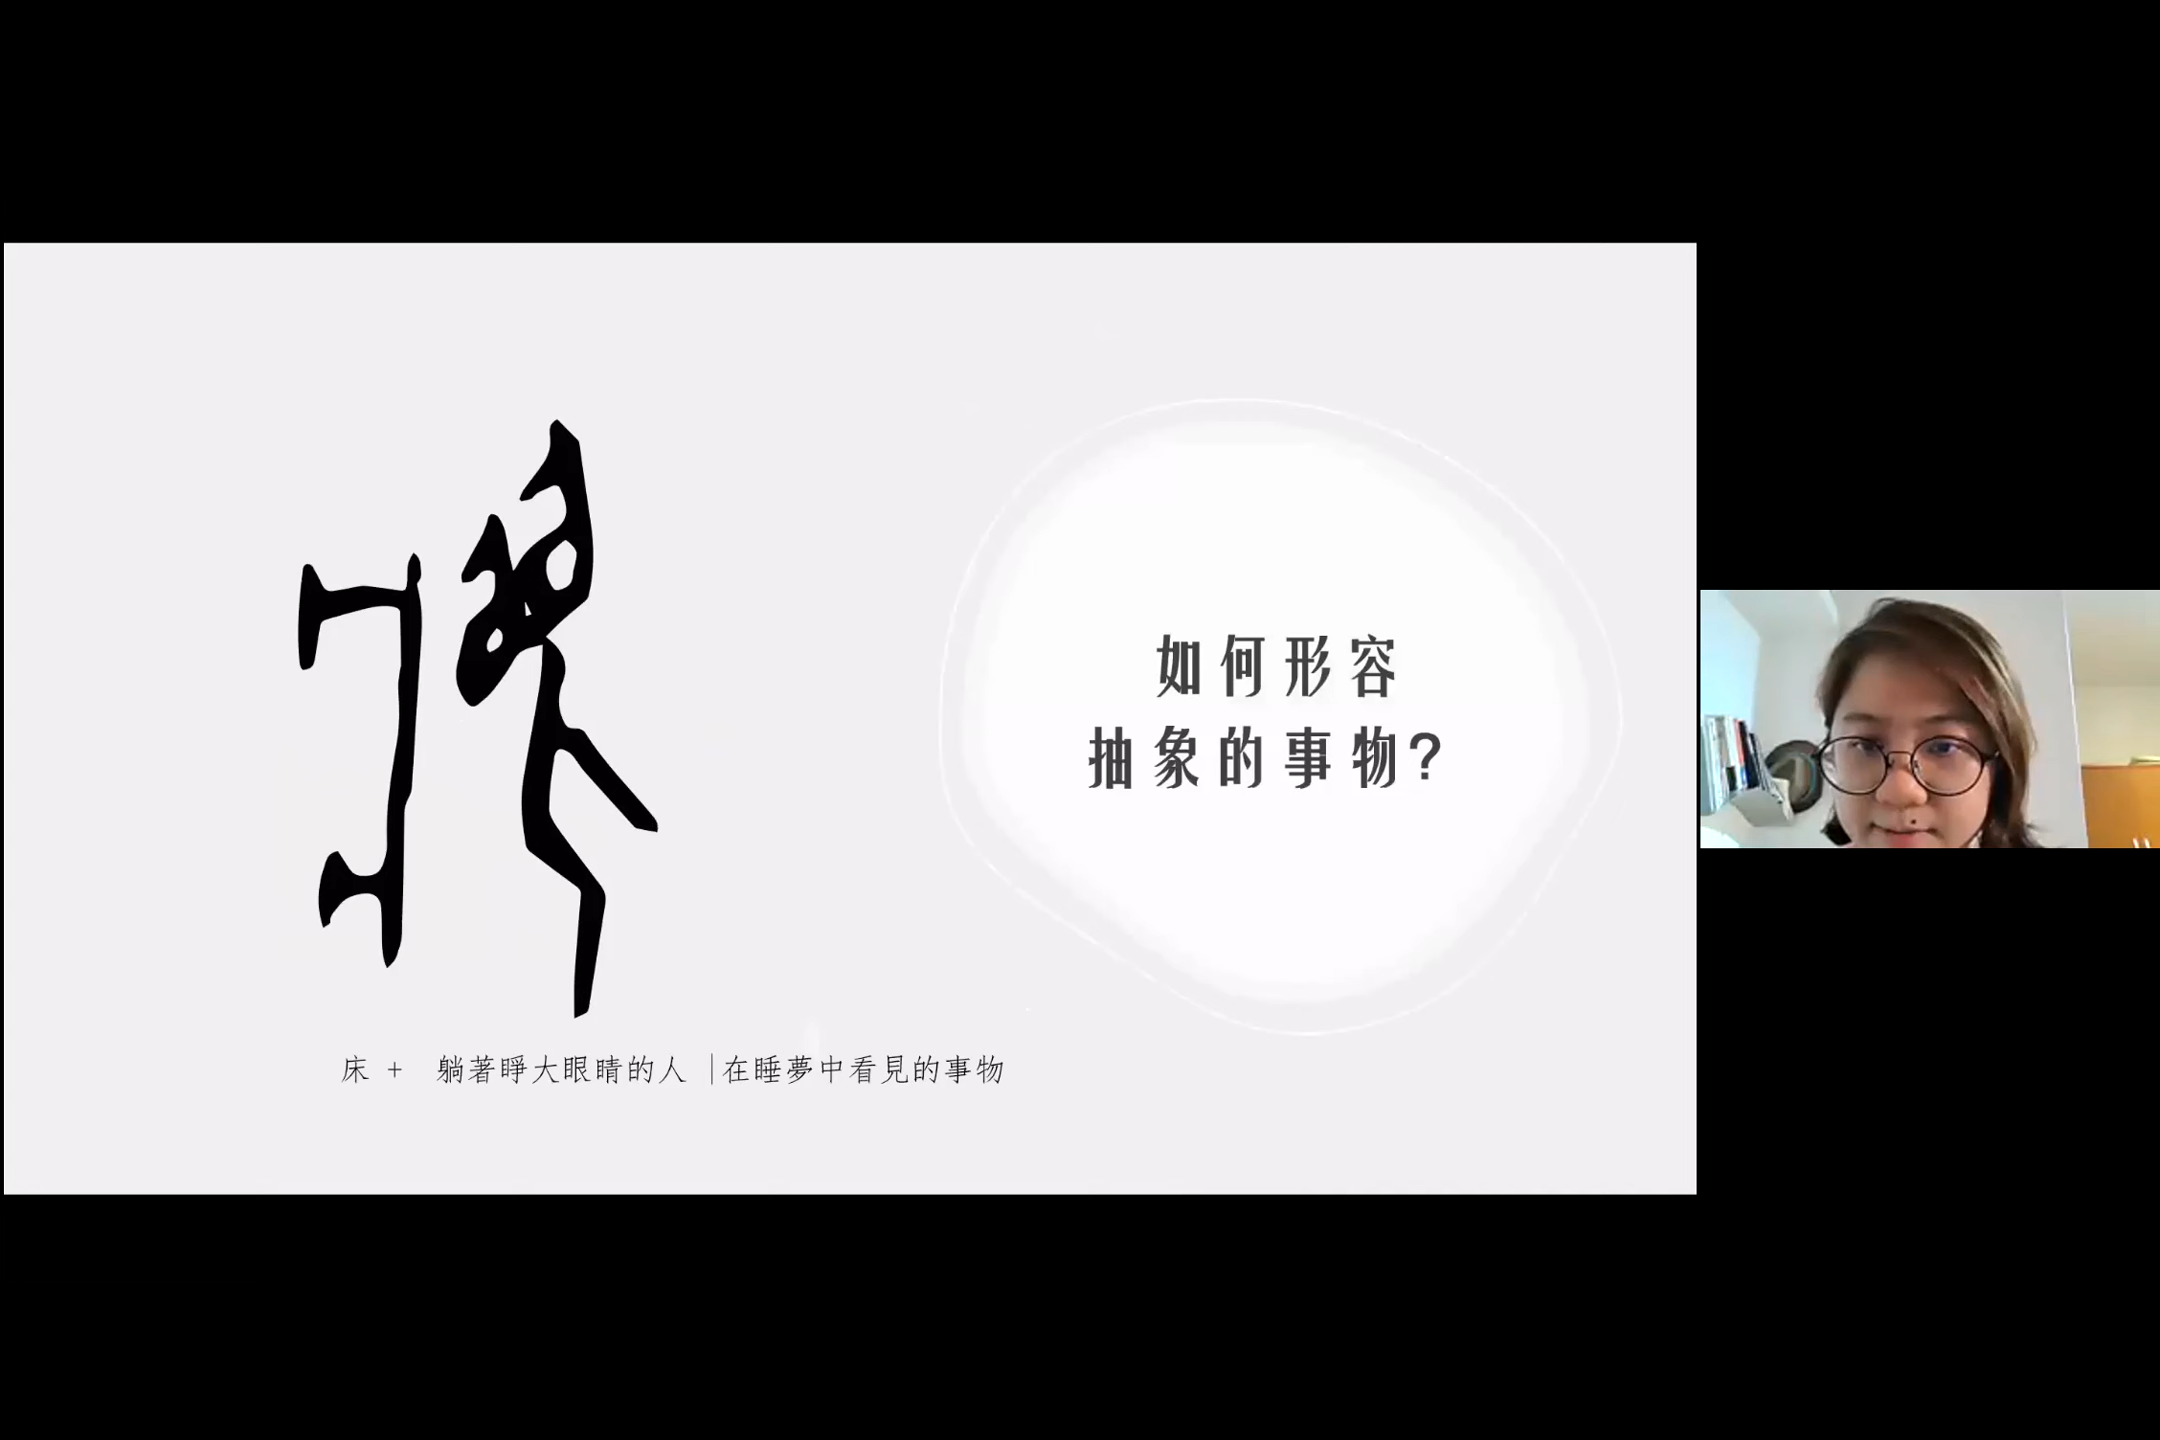 如何形容
抽象的事物?
床 + 躺著睜大眼睛的人 |在睡夢中看見的事物